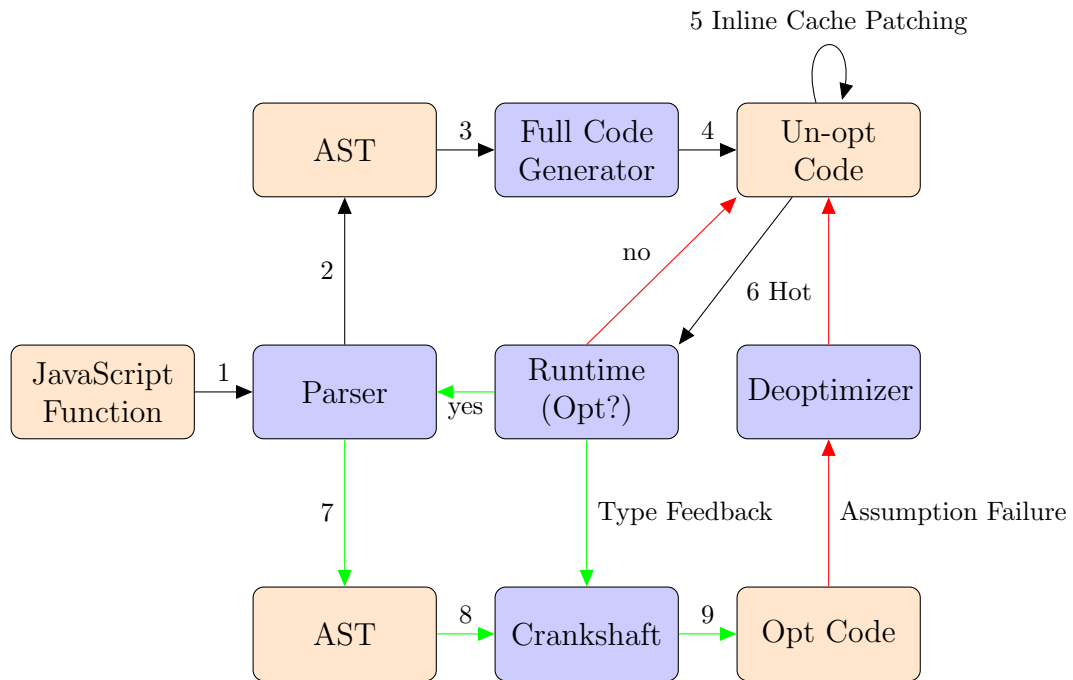 5 Inline Cache Patching
AST
3
Full Code
Generator
4
Un-opt
Code
2
no
6 Hot
JavaScript
Function
1
Parser
yes
Runtime
(Opt?)
Deoptimizer
7
Type Feedback
Assumption Failure
AST
8
Crankshaft
9
Opt Code